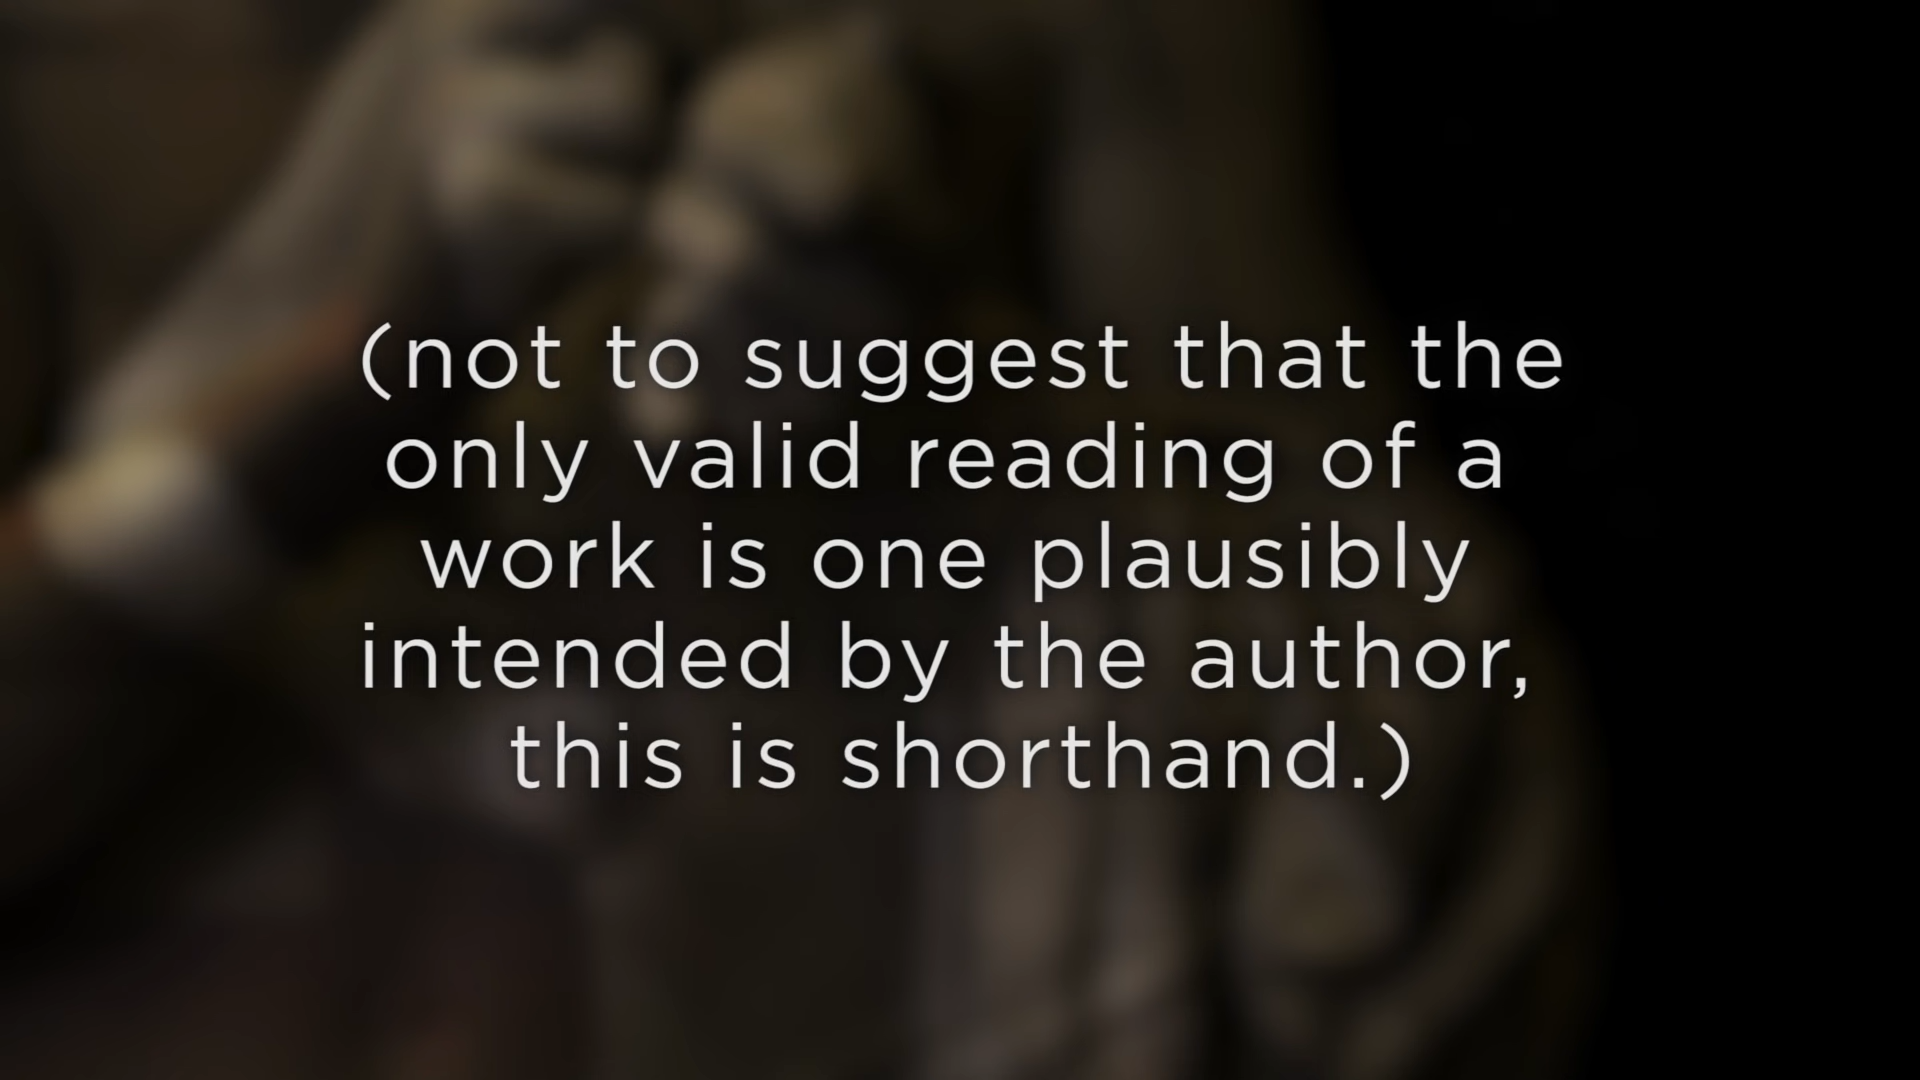 (not to suggest that the
only valid reading of a
work is one plausibly
intended by the author,
this is shorthand.)